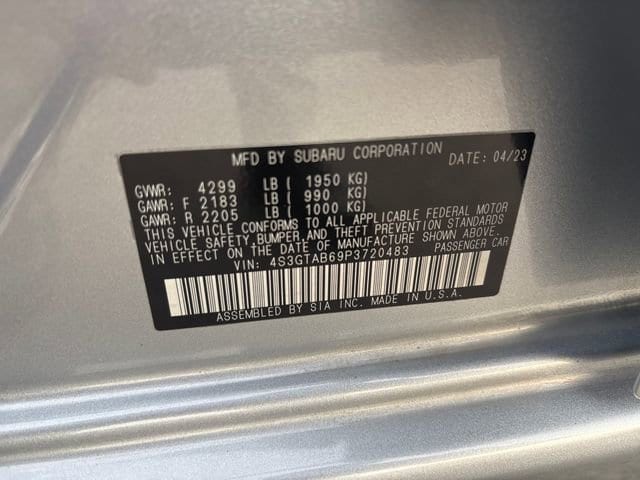 MFD BY SUBARU CORPORATION DATE: 04/23
GVWR: 4299 LB ( 1950 KG)
GAWR: F 2183 LB ( 990 KG)
GAWR: R 2205 LB ( 1000 KG)
THIS VEHICLE CONFORMS TO ALL APPLICABLE FEDERAL MOTOR
VEHICLE SAFETY, BUMPER, AND THEFT PREVENTION STANDARDS
IN EFFECT ON THE DATE OF MANUFACTURE SHOWN ABOVE.
VIN: 4S3GTAB69P3720483 PASSENGER CAR
ASSEMBLED BY SIA INC. MADE IN U.S.A.